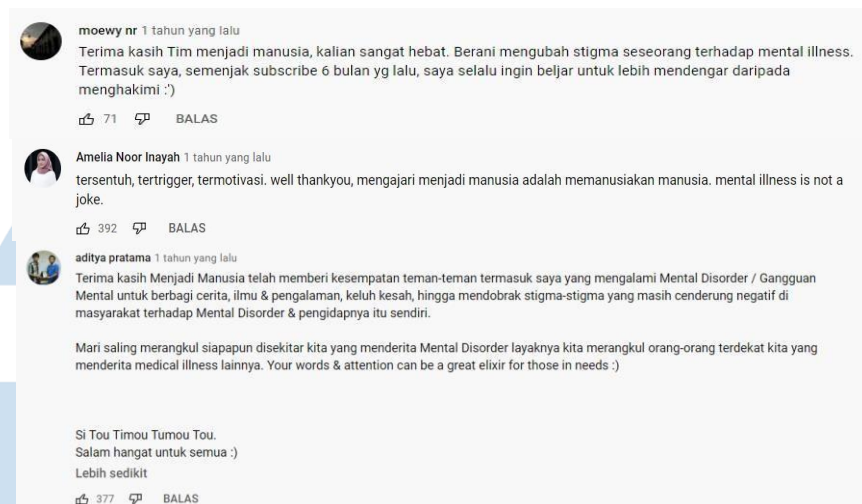 moewy nr 1 tahun yang lalu
Terima kasih Tim menjadi manusia, kalian sangat hebat. Berani mengubah stigma seseorang terhadap mental illness.
Termasuk saya, semenjak subscribe 6 bulan yg lalu, saya selalu ingin beljar untuk lebih mendengar daripada
menghakimi :')
71 BALAS
Amelia Noor Inayah 1 tahun yang lalu
tersentuh, tertrigger, termotivasi. well thankyou, mengajari menjadi manusia adalah memanusiakan manusia. mental illness is not a
joke.
392 BALAS
aditya pratama 1 tahun yang lalu
Terima kasih Menjadi Manusia telah memberi kesempatan teman-teman termasuk saya yang mengalami Mental Disorder / Gangguan
Mental untuk berbagi cerita, ilmu & pengalaman, keluh kesah, hingga mendobrak stigma-stigma yang masih cenderung negatif di
masyarakat terhadap Mental Disorder & pengidapnya itu sendiri.
Mari saling merangkul siapapun disekitar kita yang menderita Mental Disorder layaknya kita merangkul orang-orang terdekat kita yang
menderita medical illness lainnya. Your words & attention can be a great elixir for those in needs :)
Si Tou Timou Tumou Tou.
Salam hangat untuk semua :)
Lebih sedikit
377 BALAS